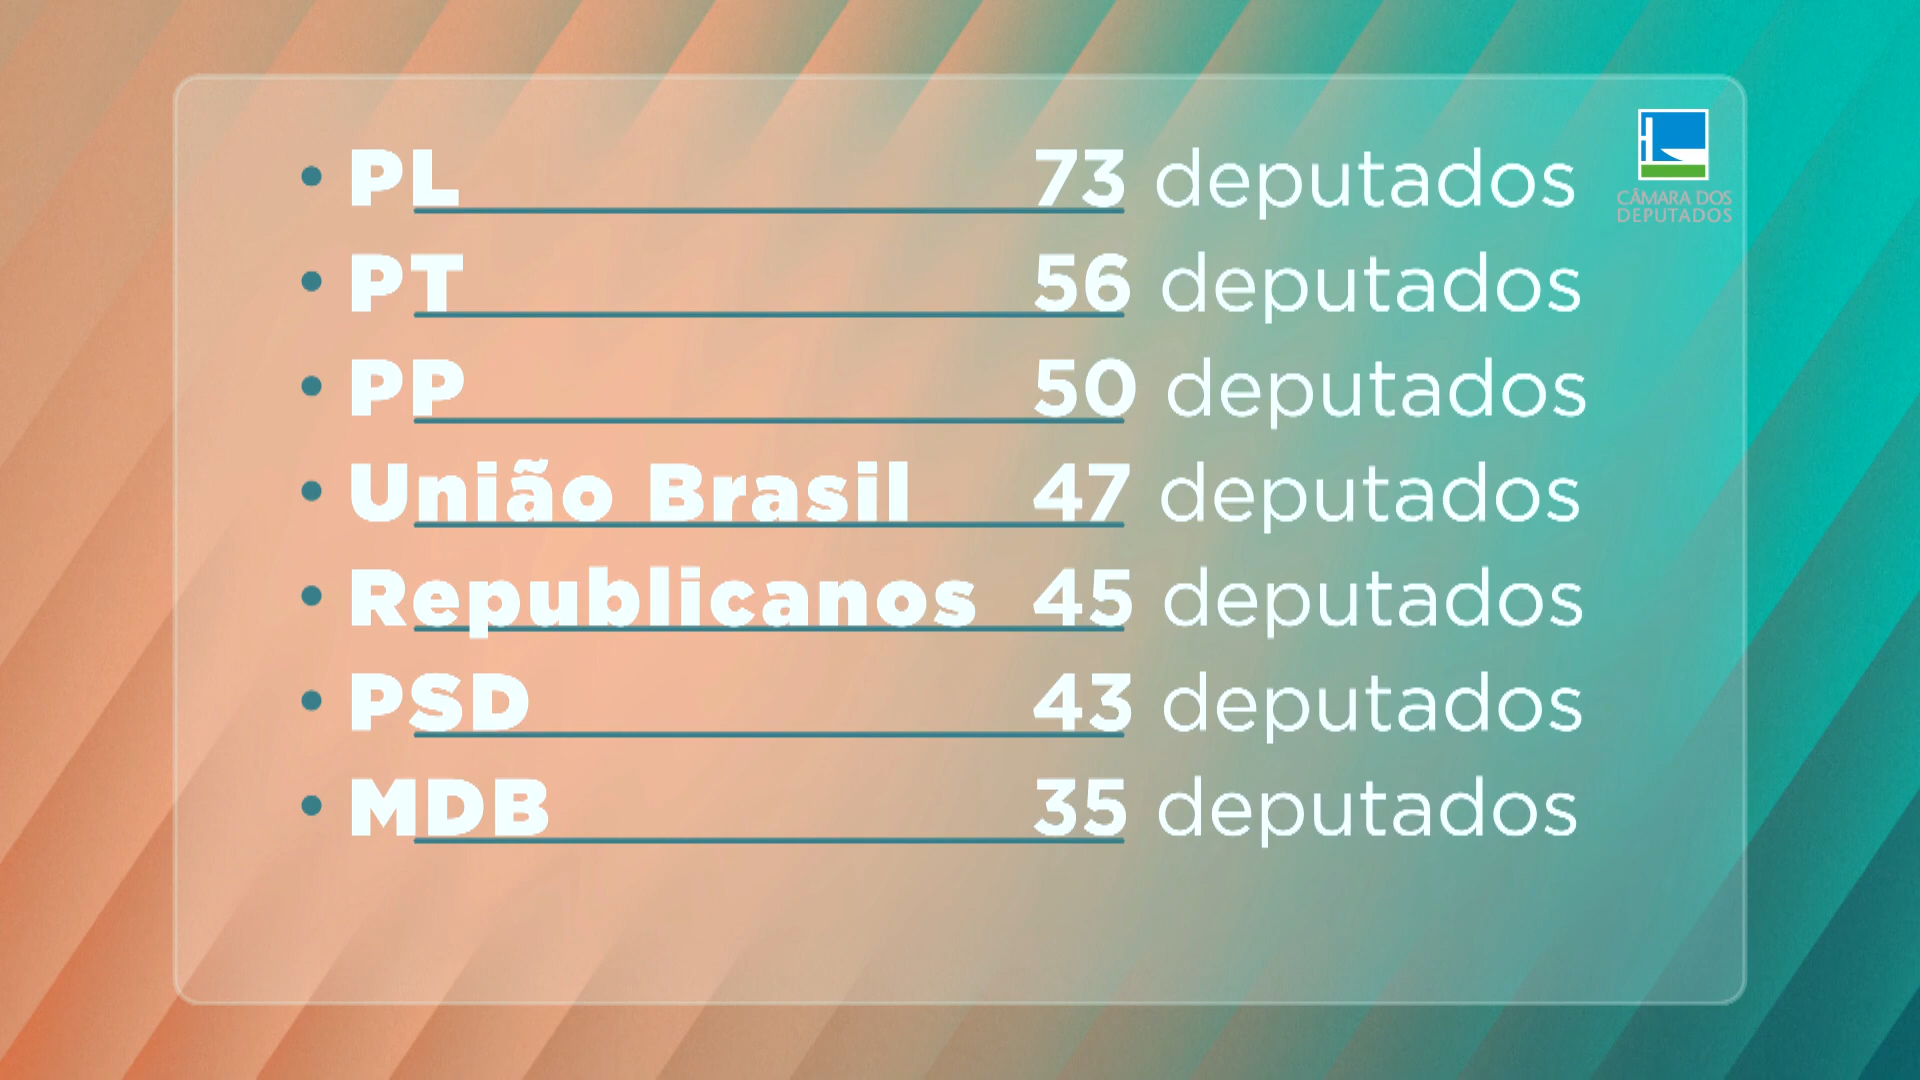 PL 73 deputados
CÂMARA DOS
DEPUTADOS
PT 56 deputados
PP 50 deputados
União Brasil 47 deputados
Republicanos 45 deputados
PSD 43 deputados
MDB 35 deputados